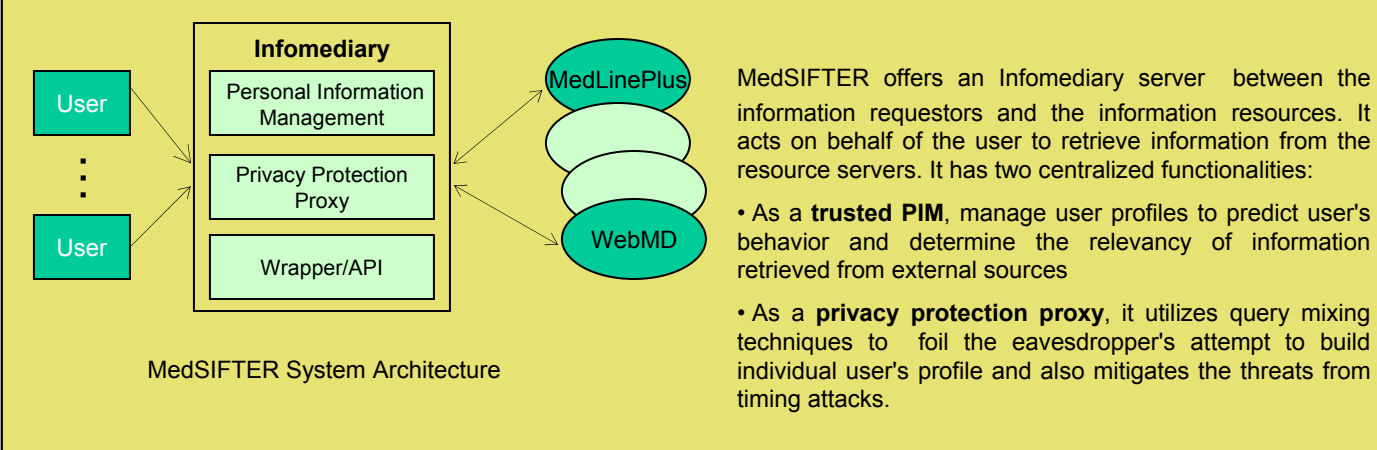 Infomediary
User
Personal Information
Management
Privacy Protection
Proxy
User
Wrapper/API
MedLinePlus
WebMD
MedSIFTER System Architecture
MedSIFTER offers an Infomediary server between the
information requestors and the information resources. It
acts on behalf of the user to retrieve information from the
resource servers. It has two centralized functionalities:
• As a trusted PIM, manage user profiles to predict user's
behavior and determine the relevancy of information
retrieved from external sources
• As a privacy protection proxy, it utilizes query mixing
techniques to foil the eavesdropper's attempt to build
individual user's profile and also mitigates the threats from
timing attacks.